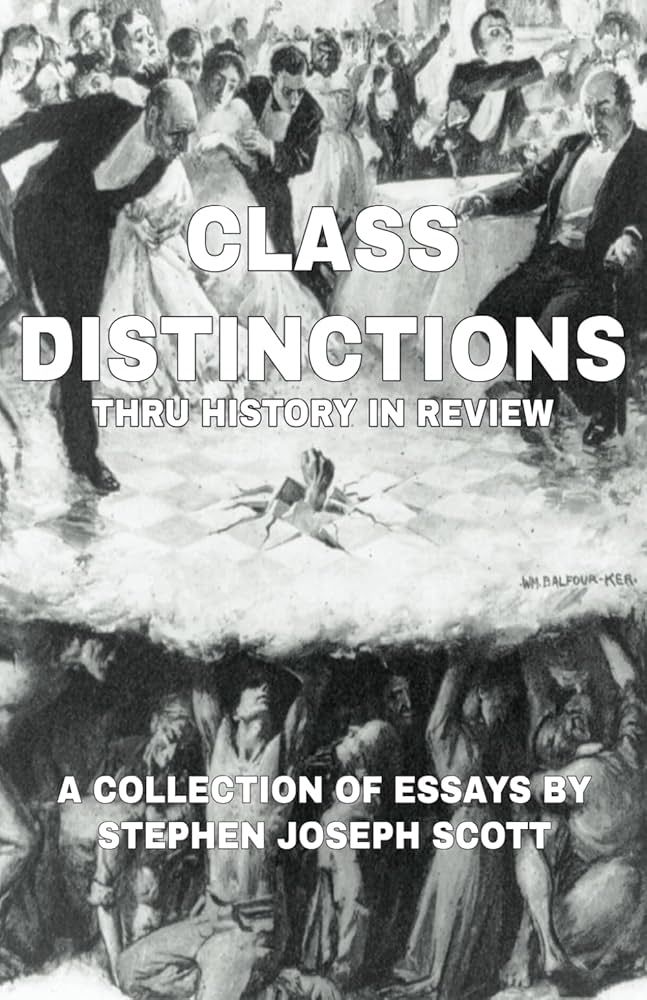 CLASS
DISTINCTIONS
THRU HISTORY IN REVIEW
WM. BALFOUR-KER.
A COLLECTION OF ESSAYS BY
STEPHEN JOSEPH SCOTT